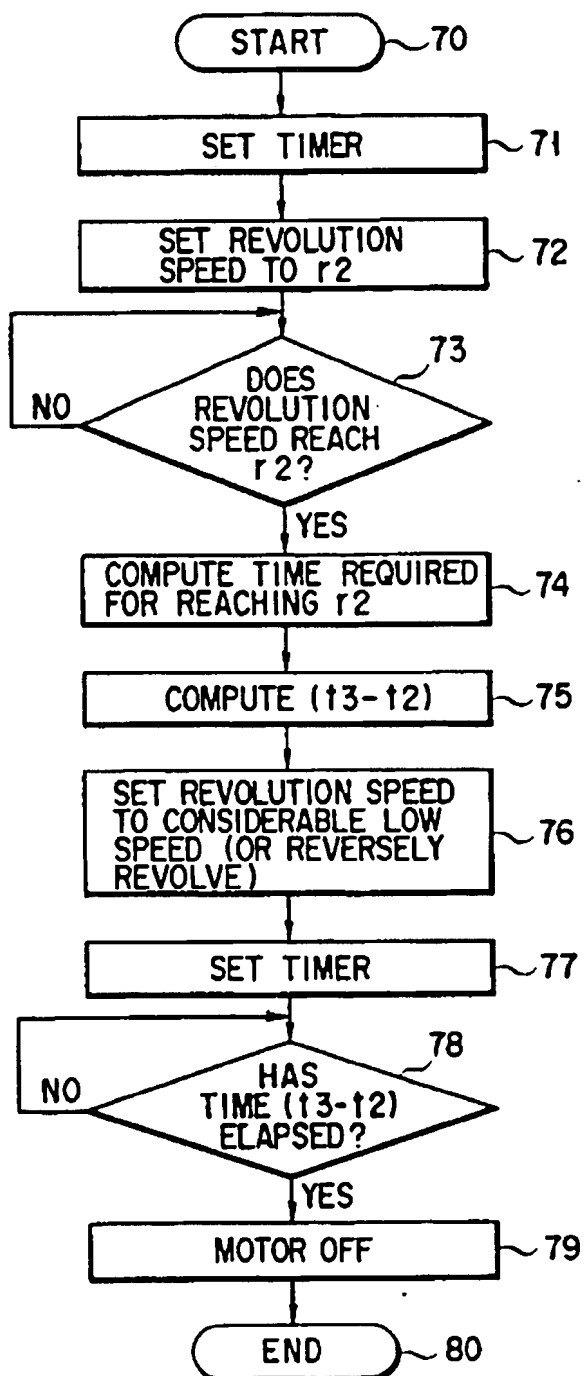 START 70
SET TIMER 71
SET REVOLUTION
SPEED TO r2 72
73
DOES
REVOLUTION
SPEED REACH
r2?
NO
YES
COMPUTE TIME REQUIRED
FOR REACHING r2 74
COMPUTE (t3-t2) 75
SET REVOLUTION SPEED
TO CONSIDERABLE LOW
SPEED (OR REVERSELY
REVOLVE) 76
SET TIMER 77
78
HAS
TIME (t3-t2)
ELAPSED?
NO
YES
MOTOR OFF 79
END 80